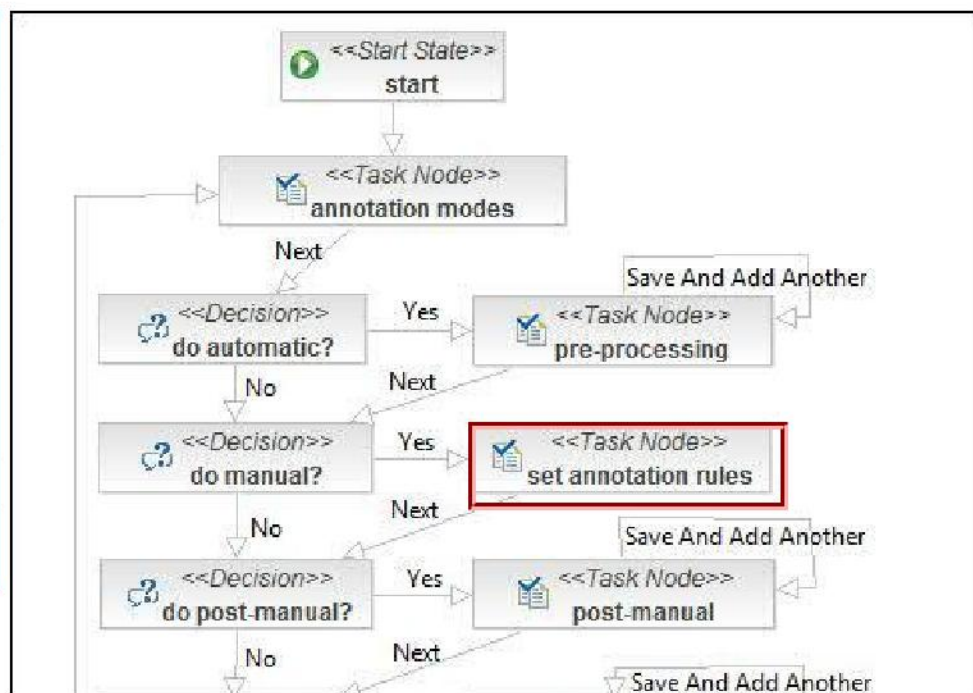 <<Start State>>
start
<<Task Node>>
annotation modes
Next
Save And Add Another
<<Decision>>
do automatic?
Yes
<<Task Node>>
pre-processing
No
Next
<<Decision>>
do manual?
Yes
<<Task Node>>
set annotation rules
No
Next
Save And Add Another
<<Decision>>
do post-manual?
Yes
<<Task Node>>
post-manual
No
Next
Save And Add Another